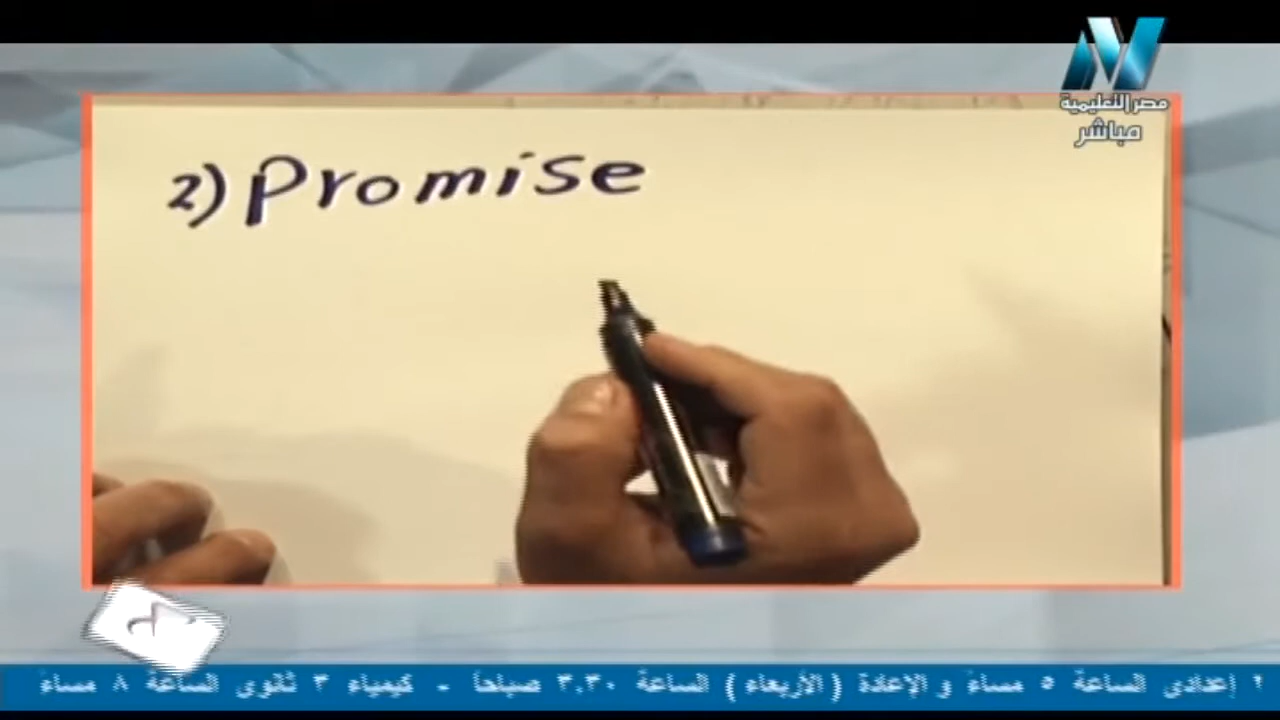 مصر التعليمية
مباشر
2) Promise
٢ إعدادى الساعة ٥ مساءً و الإعادة (الأربعاء) الساعة ٣.٣٠ صباحاً - كيمياء ٣ ثانوى الساعة ٨ مساءً